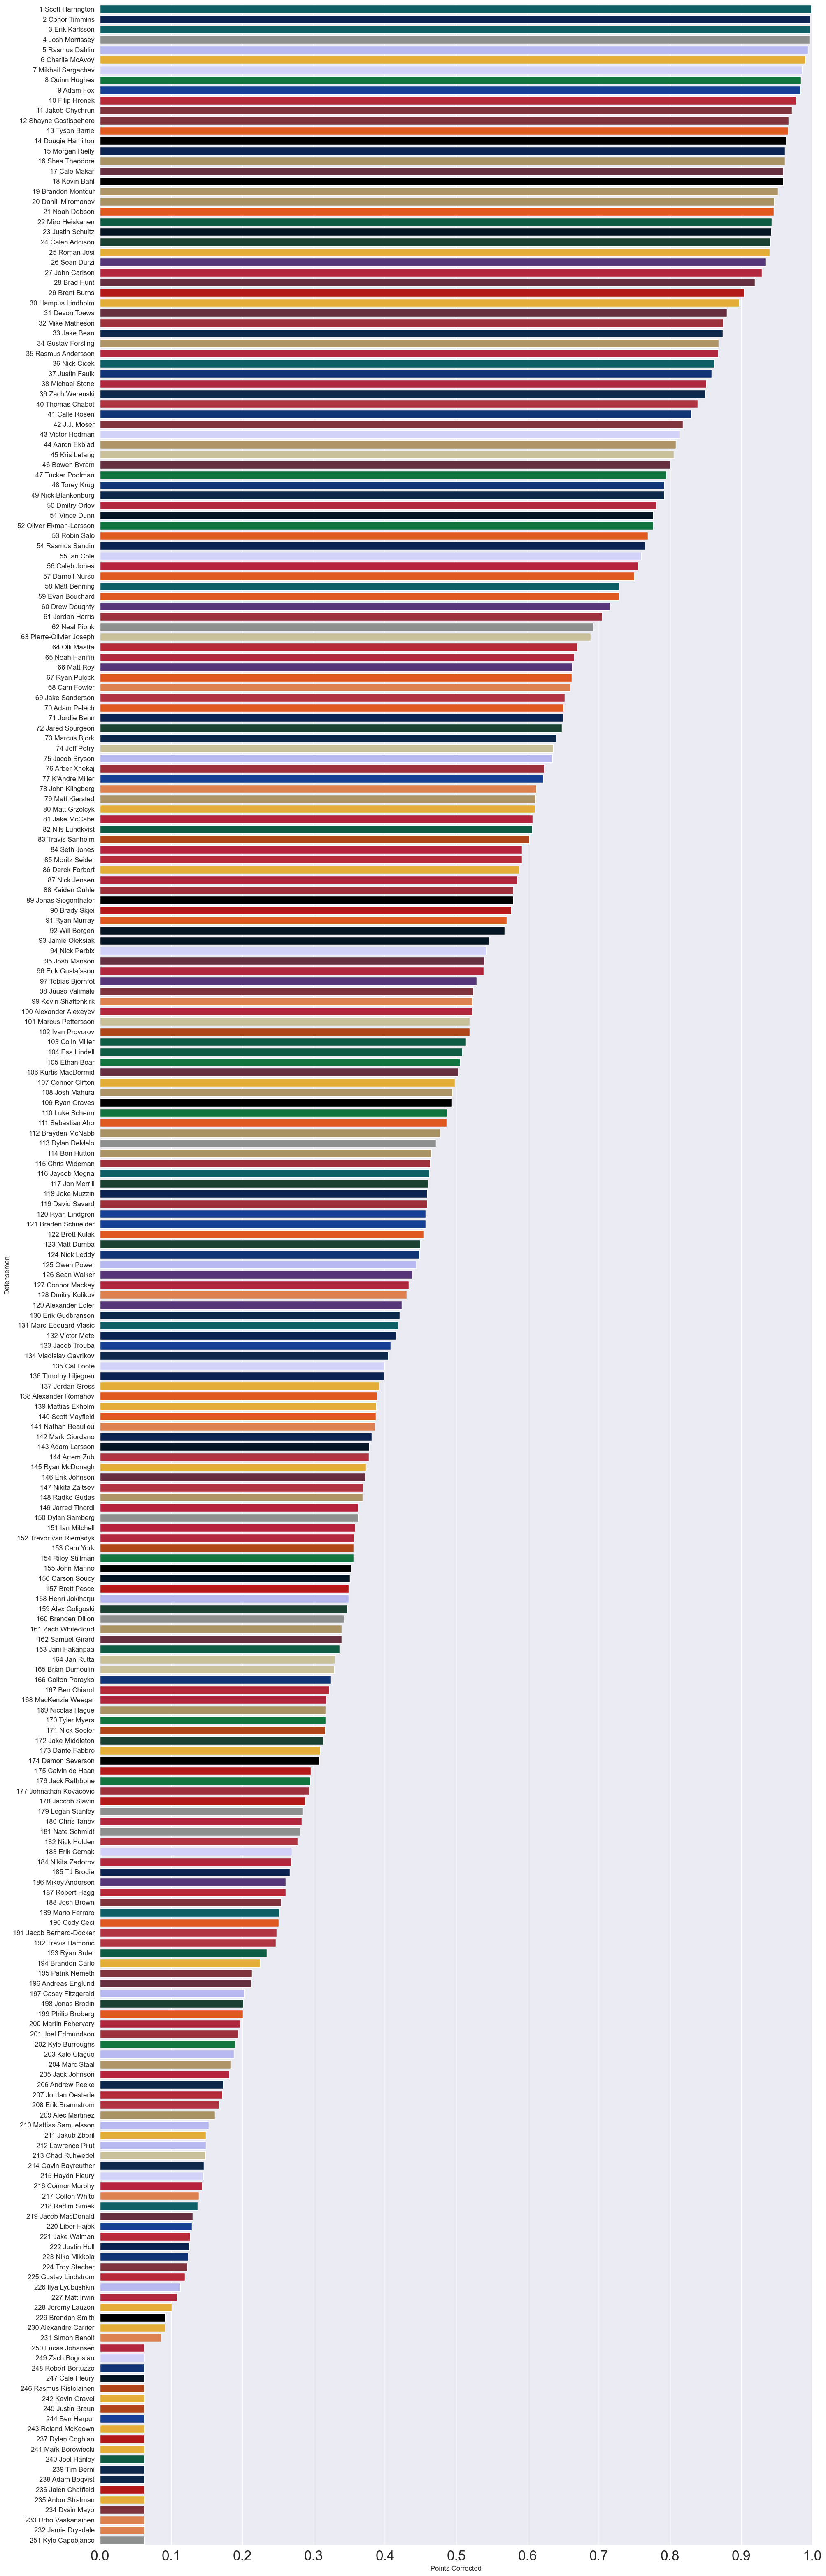 1 Scott Harrington
2 Conor Timmins
3 Erik Karlsson
4 Josh Morrissey
5 Rasmus Dahlin
6 Charlie McAvoy
7 Mikhail Sergachev
8 Quinn Hughes
9 Adam Fox
10 Filip Hronek
11 Jakob Chychrun
12 Shayne Gostisbehere
13 Tyson Barrie
14 Dougie Hamilton
15 Morgan Rielly
16 Shea Theodore
17 Cale Makar
18 Kevin Bahl
19 Brandon Montour
20 Daniil Miromanov
21 Noah Dobson
22 Miro Heiskanen
23 Justin Schultz
24 Calen Addison
25 Roman Josi
26 Sean Durzi
27 John Carlson
28 Brad Hunt
29 Brent Burns
30 Hampus Lindholm
31 Devon Toews
32 Mike Matheson
33 Jake Bean
34 Gustav Forsling
35 Rasmus Andersson
36 Nick Cicek
37 Justin Faulk
38 Michael Stone
39 Zach Werenski
40 Thomas Chabot
41 Calle Rosen
42 J.J. Moser
43 Victor Hedman
44 Aaron Ekblad
45 Kris Letang
46 Bowen Byram
47 Tucker Poolman
48 Torey Krug
49 Nick Blankenburg
50 Dmitry Orlov
51 Vince Dunn
52 Oliver Ekman-Larsson
53 Robin Salo
54 Rasmus Sandin
55 Ian Cole
56 Caleb Jones
57 Darnell Nurse
58 Matt Benning
59 Evan Bouchard
60 Drew Doughty
61 Jordan Harris
62 Neal Pionk
63 Pierre-Olivier Joseph
64 Olli Maatta
65 Noah Hanifin
66 Matt Roy
67 Ryan Pulock
68 Cam Fowler
69 Jake Sanderson
70 Adam Pelech
71 Jordie Benn
72 Jared Spurgeon
73 Marcus Bjork
74 Jeff Petry
75 Jacob Bryson
76 Arber Xhekaj
77 K'Andre Miller
78 John Klingberg
79 Matt Kiersted
80 Matt Grzelcyk
81 Jake McCabe
82 Nils Lundkvist
83 Travis Sanheim
84 Seth Jones
85 Moritz Seider
86 Derek Forbort
87 Nick Jensen
88 Kaiden Guhle
89 Jonas Siegenthaler
90 Brady Skjei
91 Ryan Murray
92 Will Borgen
93 Jamie Oleksiak
94 Nick Perbix
95 Josh Manson
96 Erik Gustafsson
97 Tobias Bjornfot
98 Juuso Valimaki
99 Kevin Shattenkirk
100 Alexander Alexeyev
101 Marcus Pettersson
102 Ivan Provorov
103 Colin Miller
104 Esa Lindell
105 Ethan Bear
106 Kurtis MacDermid
107 Connor Clifton
108 Josh Mahura
109 Ryan Graves
110 Luke Schenn
111 Sebastian Aho
112 Brayden McNabb
113 Dylan DeMelo
114 Ben Hutton
115 Chris Wideman
116 Jaycob Megna
117 Jon Merrill
118 Jake Muzzin
119 David Savard
120 Ryan Lindgren
121 Braden Schneider
122 Brett Kulak
123 Matt Dumba
124 Nick Leddy
125 Owen Power
126 Sean Walker
127 Connor Mackey
128 Dmitry Kulikov
129 Alexander Edler
130 Erik Gudbranson
131 Marc-Edouard Vlasic
132 Victor Mete
133 Jacob Trouba
134 Vladislav Gavrikov
135 Cal Foote
136 Timothy Liljegren
137 Jordan Gross
138 Alexander Romanov
139 Mattias Ekholm
140 Scott Mayfield
141 Nathan Beaulieu
142 Mark Giordano
143 Adam Larsson
144 Artem Zub
145 Ryan McDonagh
146 Erik Johnson
147 Nikita Zaitsev
148 Radko Gudas
149 Jarred Tinordi
150 Dylan Samberg
151 Ian Mitchell
152 Trevor van Riemsdyk
153 Cam York
154 Riley Stillman
155 John Marino
156 Carson Soucy
157 Brett Pesce
158 Henri Jokiharju
159 Alex Goligoski
160 Brenden Dillon
161 Zach Whitecloud
162 Samuel Girard
163 Jani Hakanpaa
164 Jan Rutta
165 Brian Dumoulin
166 Colton Parayko
167 Ben Chiarot
168 MacKenzie Weegar
169 Nicolas Hague
170 Tyler Myers
171 Nick Seeler
172 Jake Middleton
173 Dante Fabbro
174 Damon Severson
175 Calvin de Haan
176 Jack Rathbone
177 Johnathan Kovacevic
178 Jaccob Slavin
179 Logan Stanley
180 Chris Tanev
181 Nate Schmidt
182 Nick Holden
183 Erik Cernak
184 Nikita Zadorov
185 TJ Brodie
186 Mikey Anderson
187 Robert Hagg
188 Josh Brown
189 Mario Ferraro
190 Cody Ceci
191 Jacob Bernard-Docker
192 Travis Hamonic
193 Ryan Suter
194 Brandon Carlo
195 Patrik Nemeth
196 Andreas Englund
197 Casey Fitzgerald
198 Jonas Brodin
199 Philip Broberg
200 Martin Fehervary
201 Joel Edmundson
202 Kyle Burroughs
203 Kale Clague
204 Marc Staal
205 Jack Johnson
206 Andrew Peeke
207 Jordan Oesterle
208 Erik Brannstrom
209 Alec Martinez
210 Mattias Samuelsson
211 Jakub Zboril
212 Lawrence Pilut
213 Chad Ruhwedel
214 Gavin Bayreuther
215 Haydn Fleury
216 Connor Murphy
217 Colton White
218 Radim Simek
219 Jacob MacDonald
220 Libor Hajek
221 Jake Walman
222 Justin Holl
223 Niko Mikkola
224 Troy Stecher
225 Gustav Lindstrom
226 Ilya Lyubushkin
227 Matt Irwin
228 Jeremy Lauzon
229 Brendan Smith
230 Alexandre Carrier
231 Simon Benoit
250 Lucas Johansen
249 Zach Bogosian
248 Robert Bortuzzo
247 Cale Fleury
246 Rasmus Ristolainen
242 Kevin Gravel
245 Justin Braun
244 Ben Harpur
243 Roland McKeown
237 Dylan Coghlan
241 Mark Borowiecki
240 Joel Hanley
239 Tim Berni
238 Adam Boqvist
236 Jalen Chatfield
235 Anton Stralman
234 Dysin Mayo
233 Urho Vaakanainen
232 Jamie Drysdale
251 Kyle Capobianco
Defensemen
0.0 0.1 0.2 0.3 0.4 0.5 0.6 0.7 0.8 0.9 1.0
Points Corrected